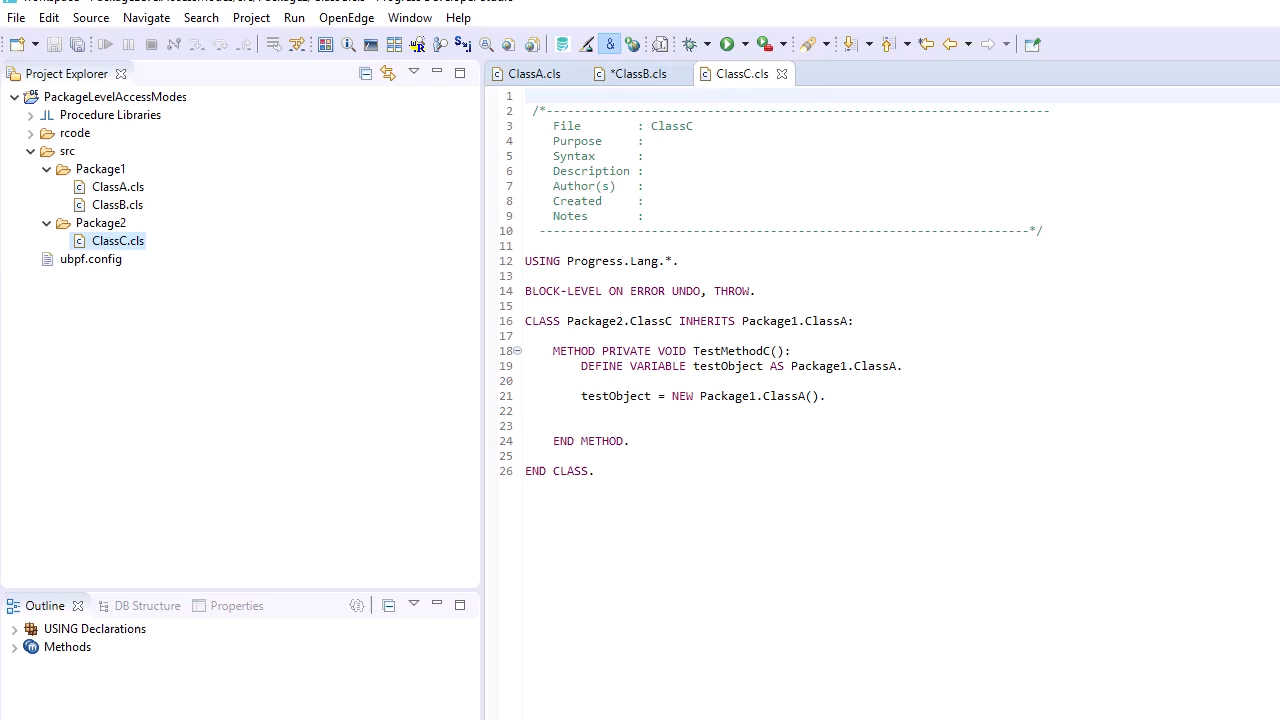 File Edit Source Navigate Search Project Run OpenEdge Window Help
Project Explorer
PackageLevelAccessModes
Procedure Libraries
rcode
src
Package1
ClassA.cls
ClassB.cls
Package2
ClassC.cls
ubpf.config
Outline DB Structure Properties
USING Declarations
Methods
ClassA.cls *ClassB.cls ClassC.cls
1
2 /*------------------------------------------------------------------------
3 File : ClassC
4 Purpose :
5 Syntax :
6 Description :
7 Author(s) :
8 Created :
9 Notes :
10 ----------------------------------------------------------------------*/
11
12 USING Progress.Lang.*.
13
14 BLOCK-LEVEL ON ERROR UNDO, THROW.
15
16 CLASS Package2.ClassC INHERITS Package1.ClassA:
17
18 METHOD PRIVATE VOID TestMethodC():
19 DEFINE VARIABLE testObject AS Package1.ClassA.
20
21 testObject = NEW Package1.ClassA().
22
23
24 END METHOD.
25
26 END CLASS.